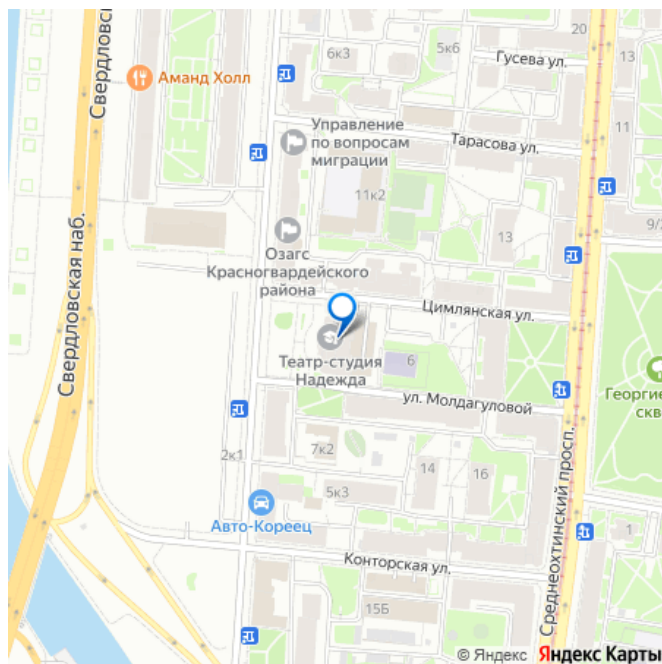 20
13
6к3
5к6
Гусева ул.
Свердловс
Аманд Холл
Управление
по вопросам
миграции
11
Тарасова ул.
11к2
9/2
13
Озагс
Красногвардейского
района
Свердловская наб.
Цимлянская ул.
Театр-студия
Надежда
6
Георгие
скв
ул. Молдагуловой
7к2
2к1
14
16
5к3
Авто-Кореец
Среднеохтинский просп.
1
Конторская ул.
15Б
© Яндекс
Яндекс Карты